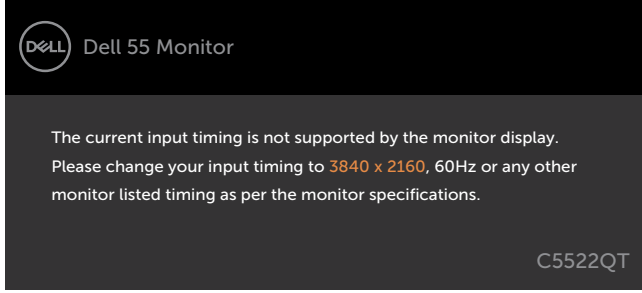 DELL
Dell 55 Monitor
The current input timing is not supported by the monitor display.
Please change your input timing to 3840 x 2160, 60Hz or any other
monitor listed timing as per the monitor specifications.
C5522QT